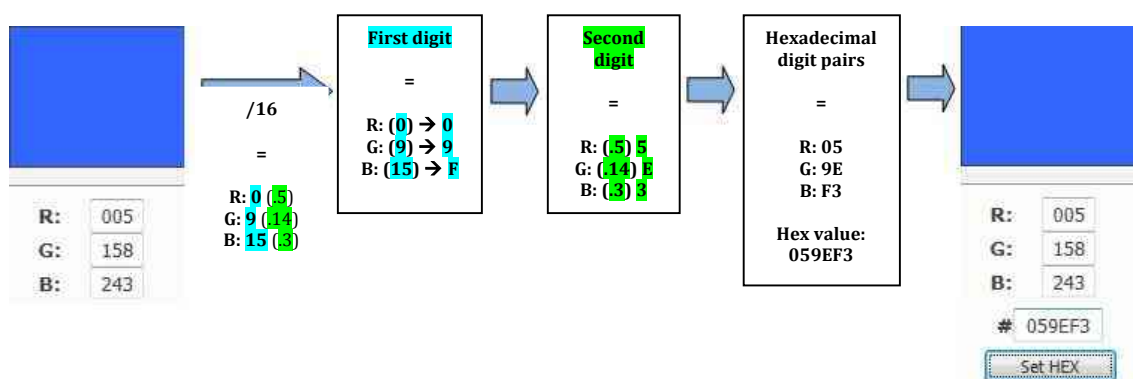 R: 005
G: 158
B: 243
/16
=
R: 0 (.5)
G: 9 (.14)
B: 15 (.3)
First digit
=
R: (0) → 0
G: (9) → 9
B: (15) → F
Second
digit
=
R: (.5) 5
G: (.14) E
B: (.3) 3
Hexadecimal
digit pairs
=
R: 05
G: 9E
B: F3
Hex value:
059EF3
R: 005
G: 158
B: 243
# 059EF3
Set HEX